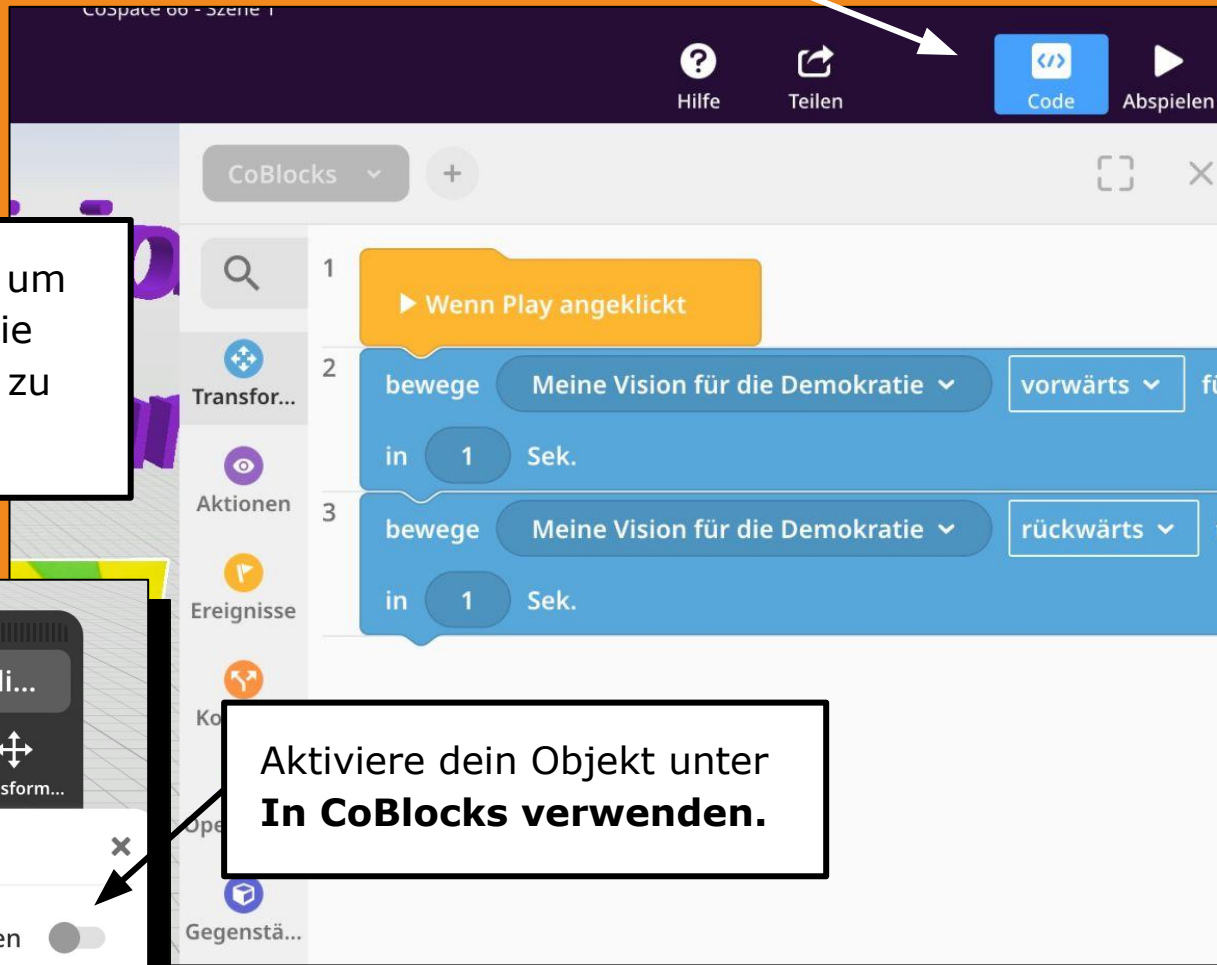 CoSpace 66 - Szene 1
Hilfe
Teilen
Code
Abspielen
CoBlocks
um
ie
zu
1
Wenn Play angeklickt
Transfor...
2
bewege Meine Vision für die Demokratie vorwärts
in 1 Sek.
Aktionen
3
bewege Meine Vision für die Demokratie rückwärts
in 1 Sek.
Ereignisse
li...
Ko
sform...
Aktiviere dein Objekt unter
In CoBlocks verwenden.
Ope
en
Gegenstä...